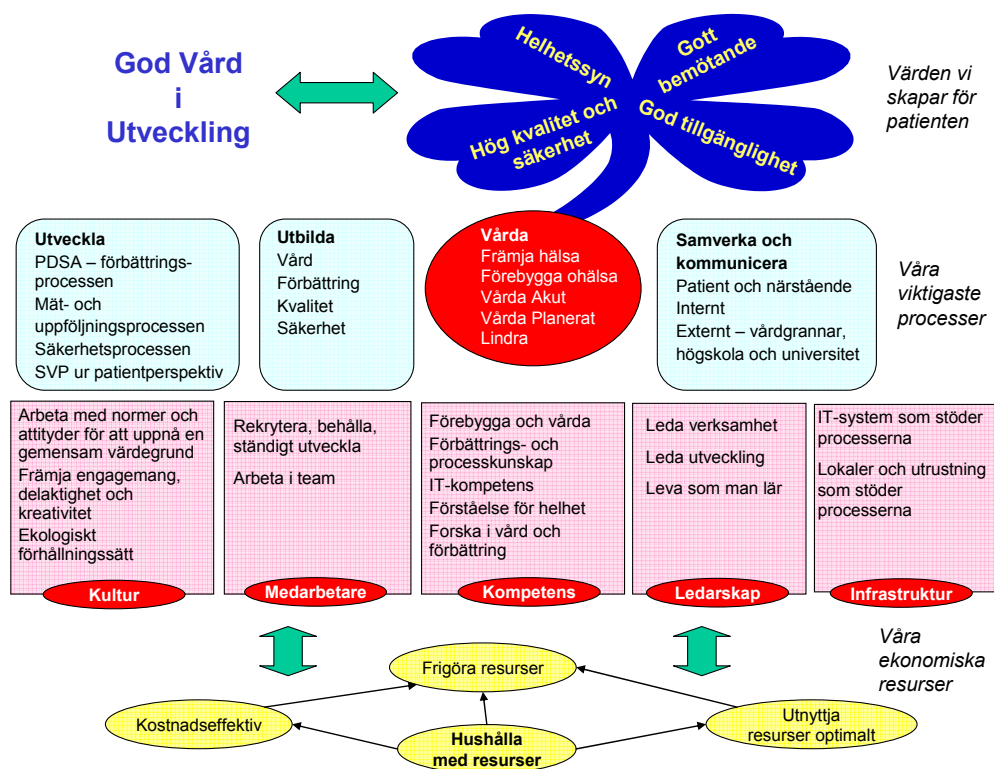 God Vård
i
Utveckling
Helhetssyn
Gott
bemötande
Hög kvalitet och
säkerhet
God tillgänglighet
Värden vi
skapar för
patienten
Utveckla
PDSA – förbättrings-
processen
Mät- och
uppföljningsprocessen
Säkerhetsprocessen
SVP ur patientperspektiv
Utbilda
Vård
Förbättring
Kvalitet
Säkerhet
Vårda
Främja hälsa
Förebygga ohälsa
Vårda Akut
Vårda Planerat
Lindra
Samverka och
kommunicera
Patient och närstående
Internt
Externt – vårdgrannar,
högskola och universitet
Våra
viktigaste
processer
Arbeta med normer och
attityder för att uppnå en
gemensam värdegrund
Främja engagemang,
delaktighet och
kreativitet
Ekologiskt
förhållningssätt
Kultur
Rekrytera, behålla,
ständigt utveckla
Arbeta i team
Medarbetare
Förebygga och vårda
Förbättrings- och
processkunskap
IT-kompetens
Förståelse för helhet
Forska i vård och
förbättring
Kompetens
Leda verksamhet
Leda utveckling
Leva som man lär
Ledarskap
IT-system som stöder
processerna
Lokaler och utrustning
som stöder
processerna
Infrastruktur
Våra
ekonomiska
resurser
Frigöra resurser
Kostnadseffektiv
Hushålla
med resurser
Utnyttja
resurser optimalt